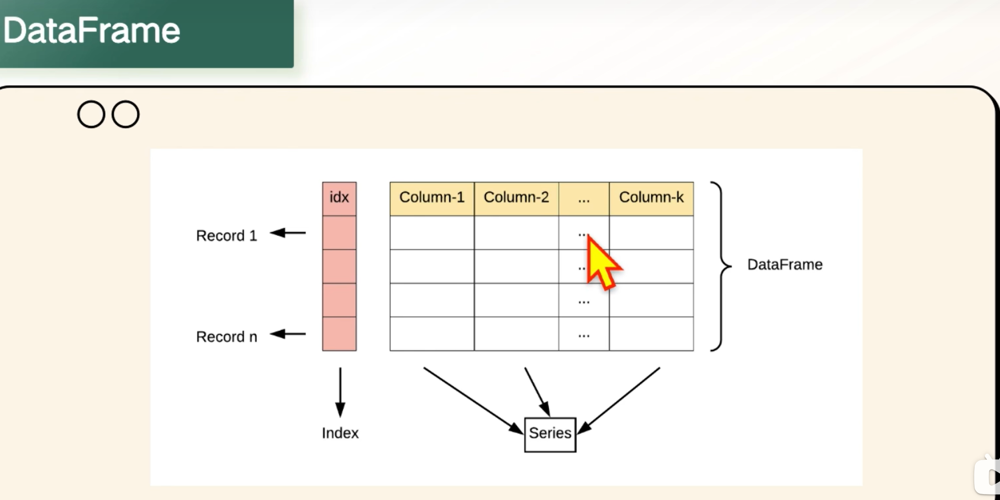 DataFrame
idx Column-1 Column-2 ... Column-k
Record 1 ...
..
DataFrame
...
Record n ...
Index Series